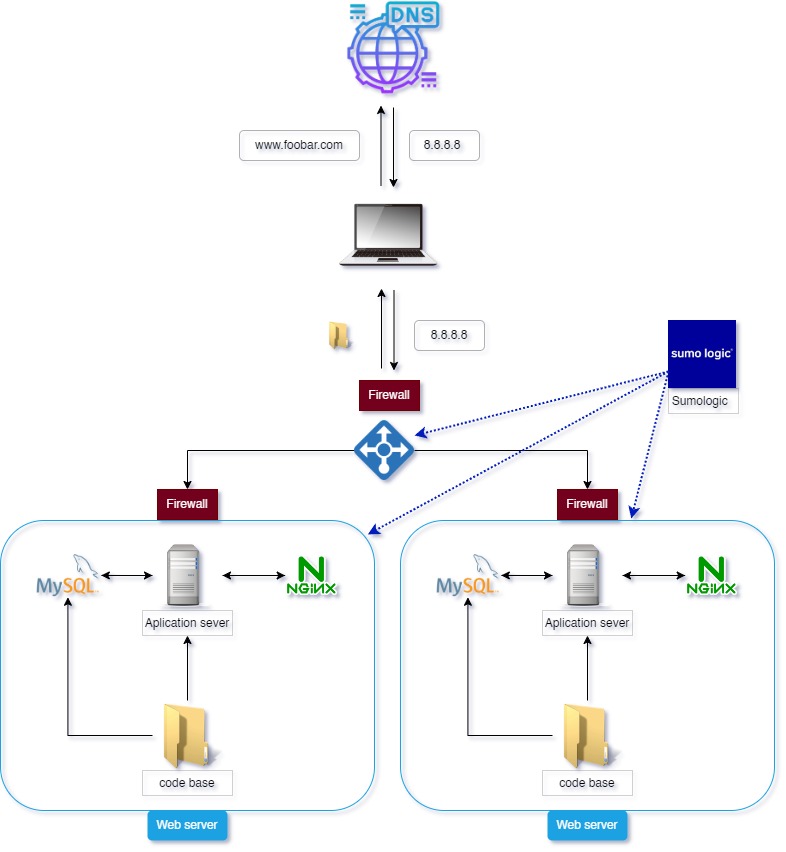 DNS
www.foobar.com
8.8.8.8
8.8.8.8
sumo logic
Firewall
Sumologic
Firewall
Firewall
MySQL
NGINX
MySQL
NGINX
Aplication sever
Aplication sever
code base
code base
Web server
Web server